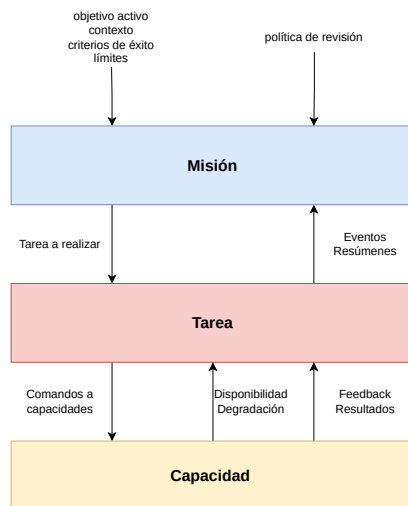 objetivo activo
contexto
criterios de éxito
límites
política de revisión
Misión
Tarea a realizar
Eventos
Resúmenes
Tarea
Comandos a
capacidades
Disponibilidad
Degradación
Feedback
Resultados
Capacidad